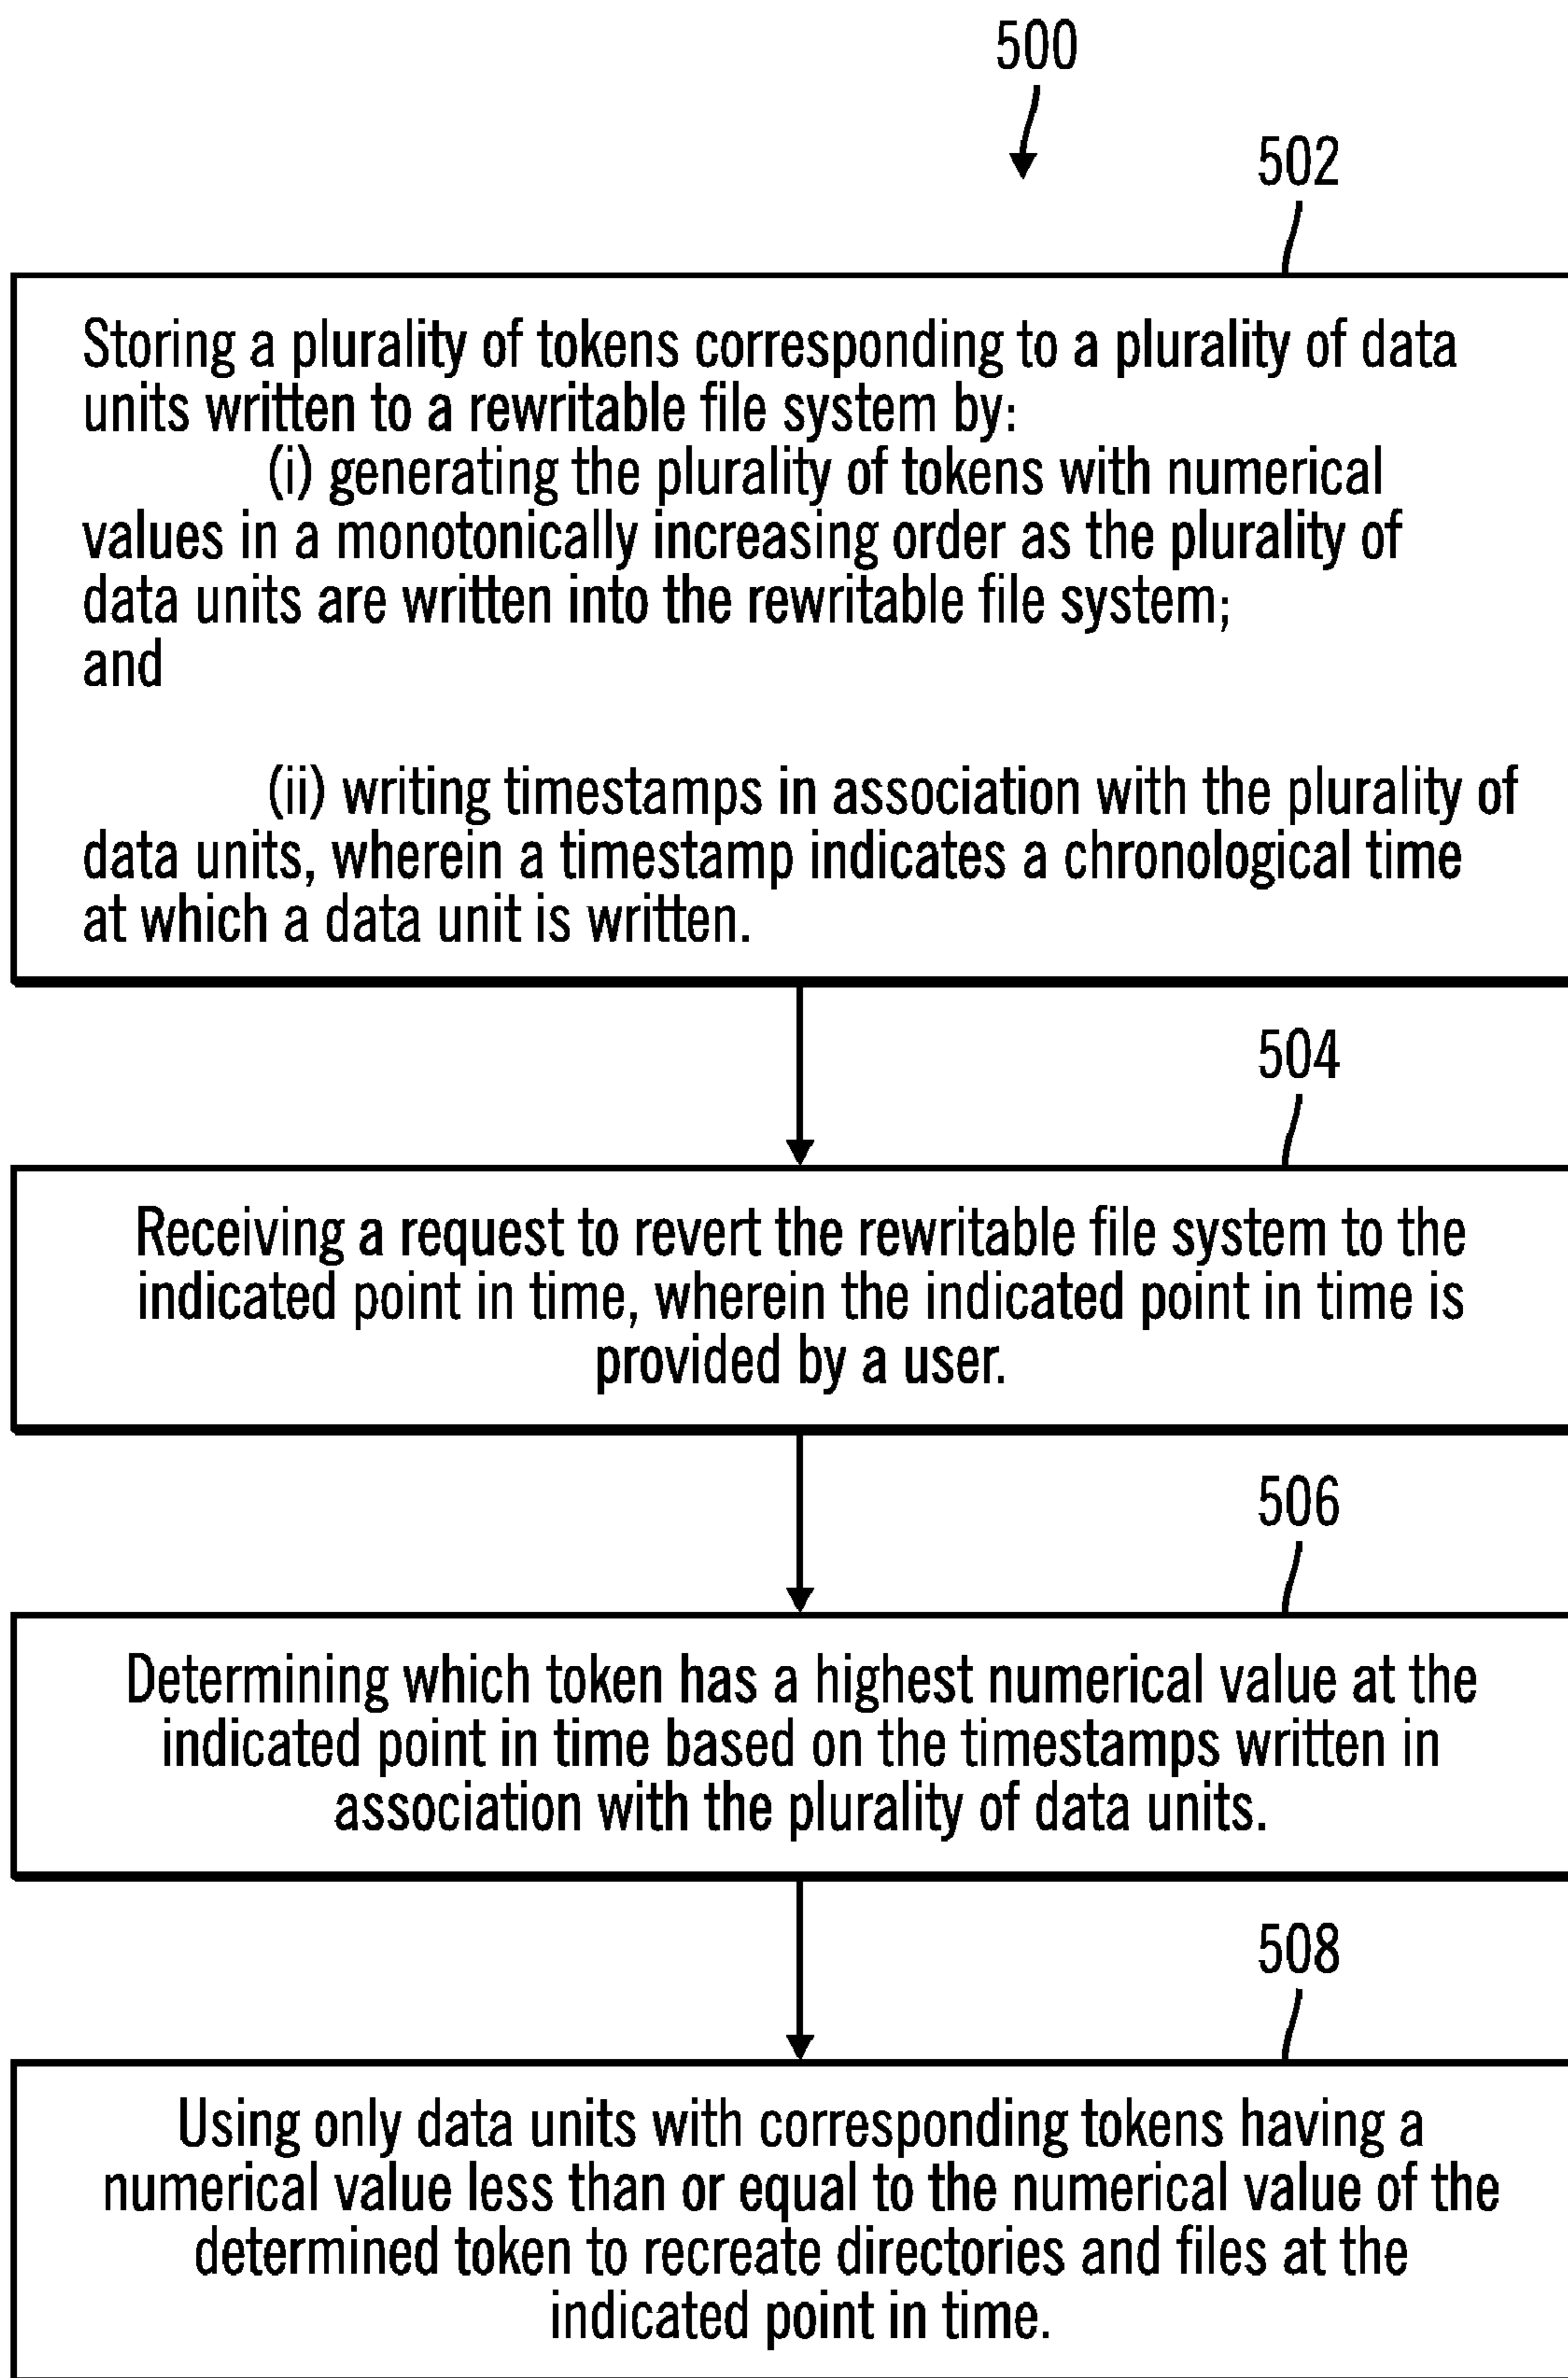 500
502
Storing a plurality of tokens corresponding to a plurality of data
units written to a rewritable file system by:
(i) generating the plurality of tokens with numerical
values in a monotonically increasing order as the plurality of
data units are written into the rewritable file system;
and
(ii) writing timestamps in association with the plurality of
data units, wherein a timestamp indicates a chronological time
at which a data unit is written.
504
Receiving a request to revert the rewritable file system to the
indicated point in time, wherein the indicated point in time is
provided by a user.
506
Determining which token has a highest numerical value at the
indicated point in time based on the timestamps written in
association with the plurality of data units.
508
Using only data units with corresponding tokens having a
numerical value less than or equal to the numerical value of the
determined token to recreate directories and files at the
indicated point in time.